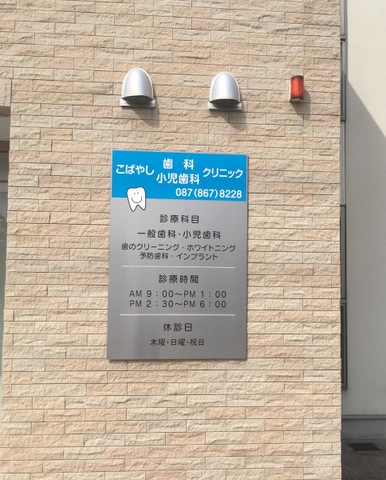 こばやし 歯科 小児歯科 クリニック
087(867)8228
診療科目
一般歯科・小児歯科
歯のクリーニング・ホワイトニング
予防歯科・インプラント
診療時間
AM 9:00～PM 1:00
PM 2:30～PM 6:00
休診日
木曜・日曜・祝日